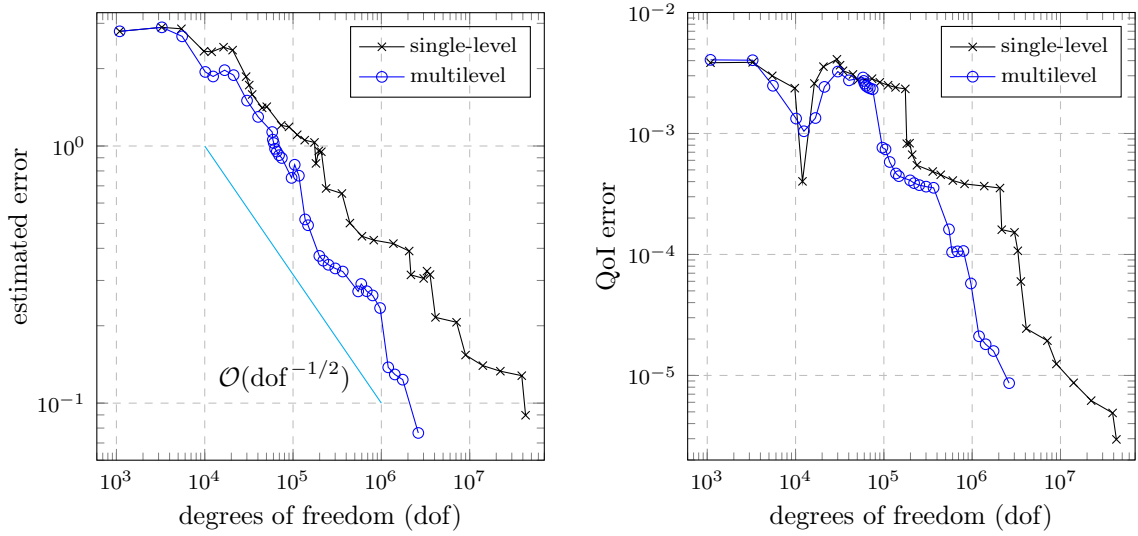 single-level
multilevel
10^0
10^{-1}
estimated error
O(dof^{-1/2})
10^3 10^4 10^5 10^6 10^7
degrees of freedom (dof)
single-level
multilevel
10^{-2}
10^{-3}
10^{-4}
10^{-5}
QoI error
10^3 10^4 10^5 10^6 10^7
degrees of freedom (dof)